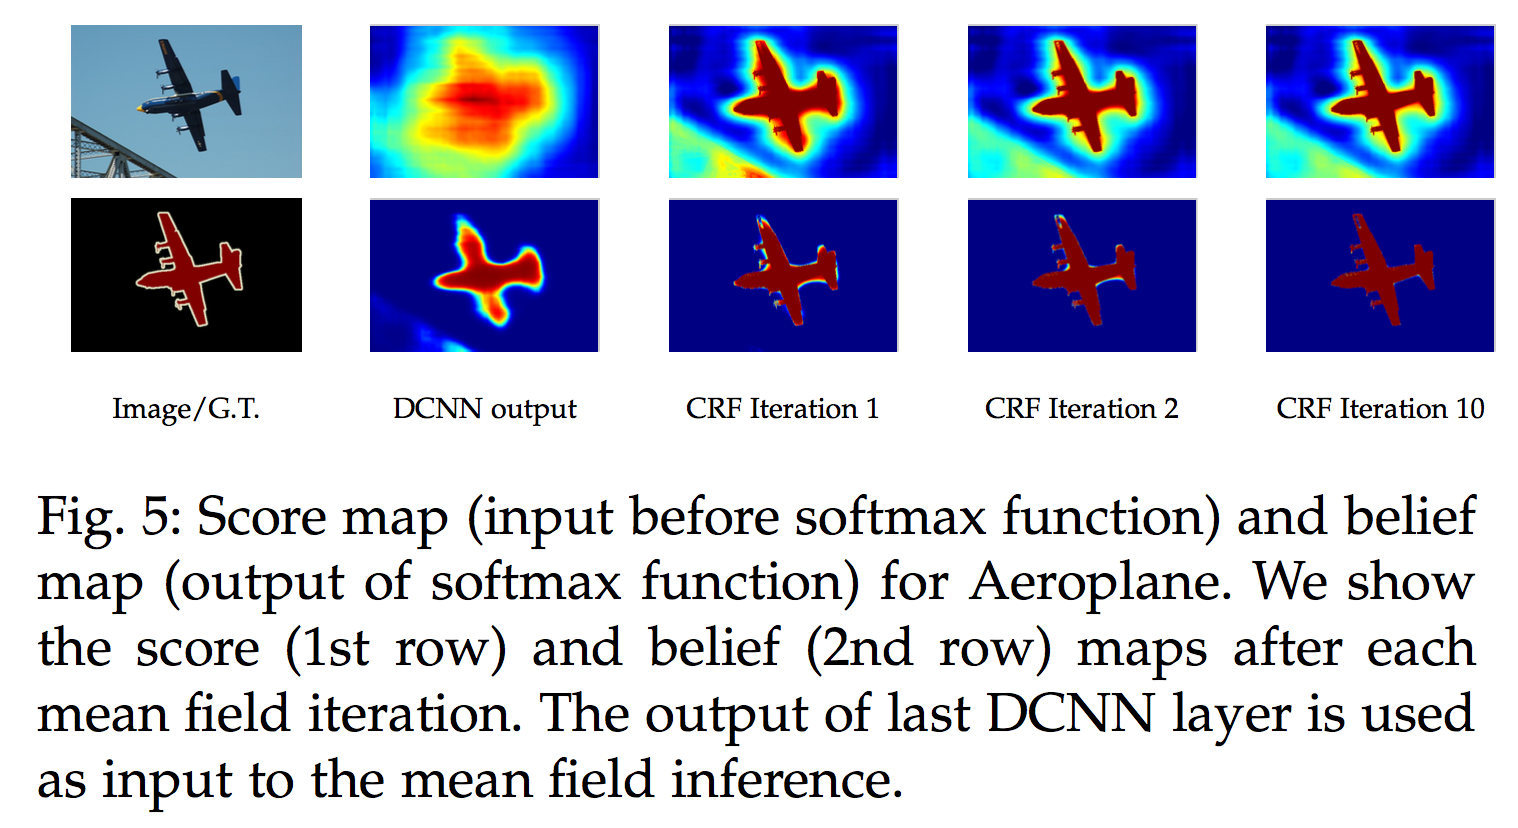 Image/G.T.
DCNN output
CRF Iteration 1
CRF Iteration 2
CRF Iteration 10
Fig. 5: Score map (input before softmax function) and belief
map (output of softmax function) for Aeroplane. We show
the score (1st row) and belief (2nd row) maps after each
mean field iteration. The output of last DCNN layer is used
as input to the mean field inference.